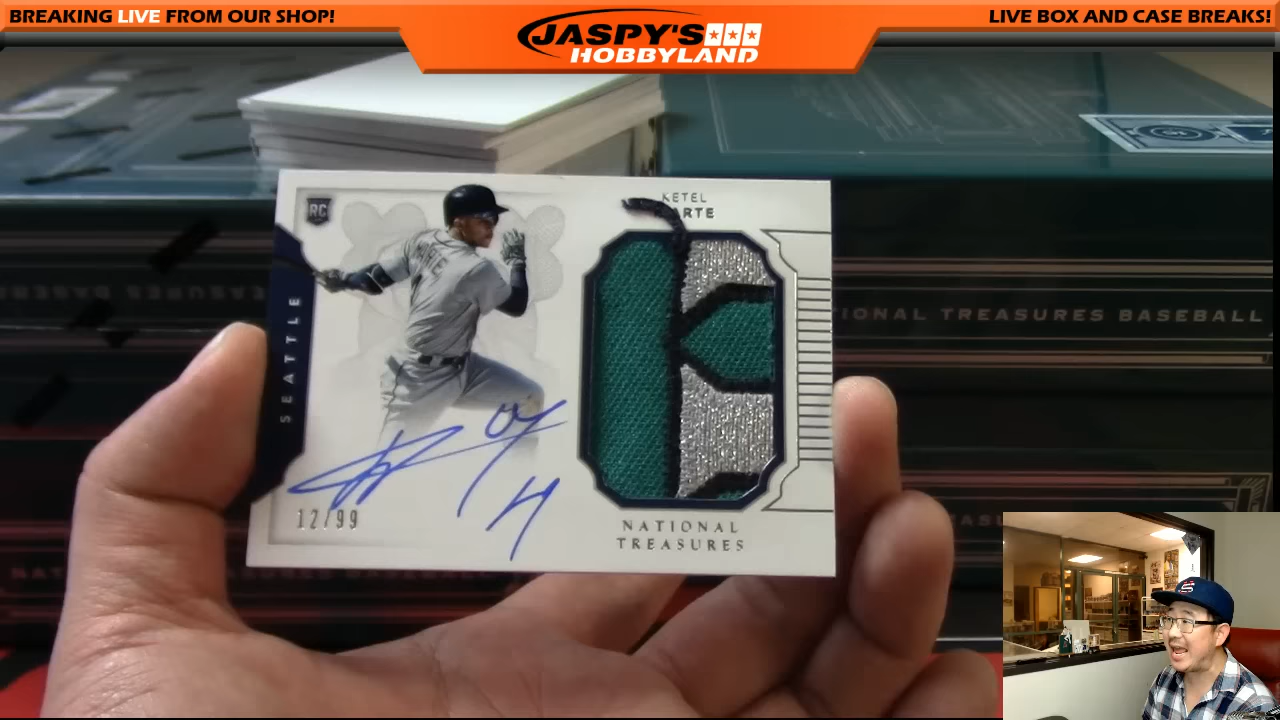 BREAKING LIVE FROM OUR SHOP!
JASPY'S
HOBBYLAND
LIVE BOX AND CASE BREAKS!
RC
KETEL
ARTE
SEATTLE
IONAL TREASURES BASEBALL
12/99
NATIONAL
TREASURES